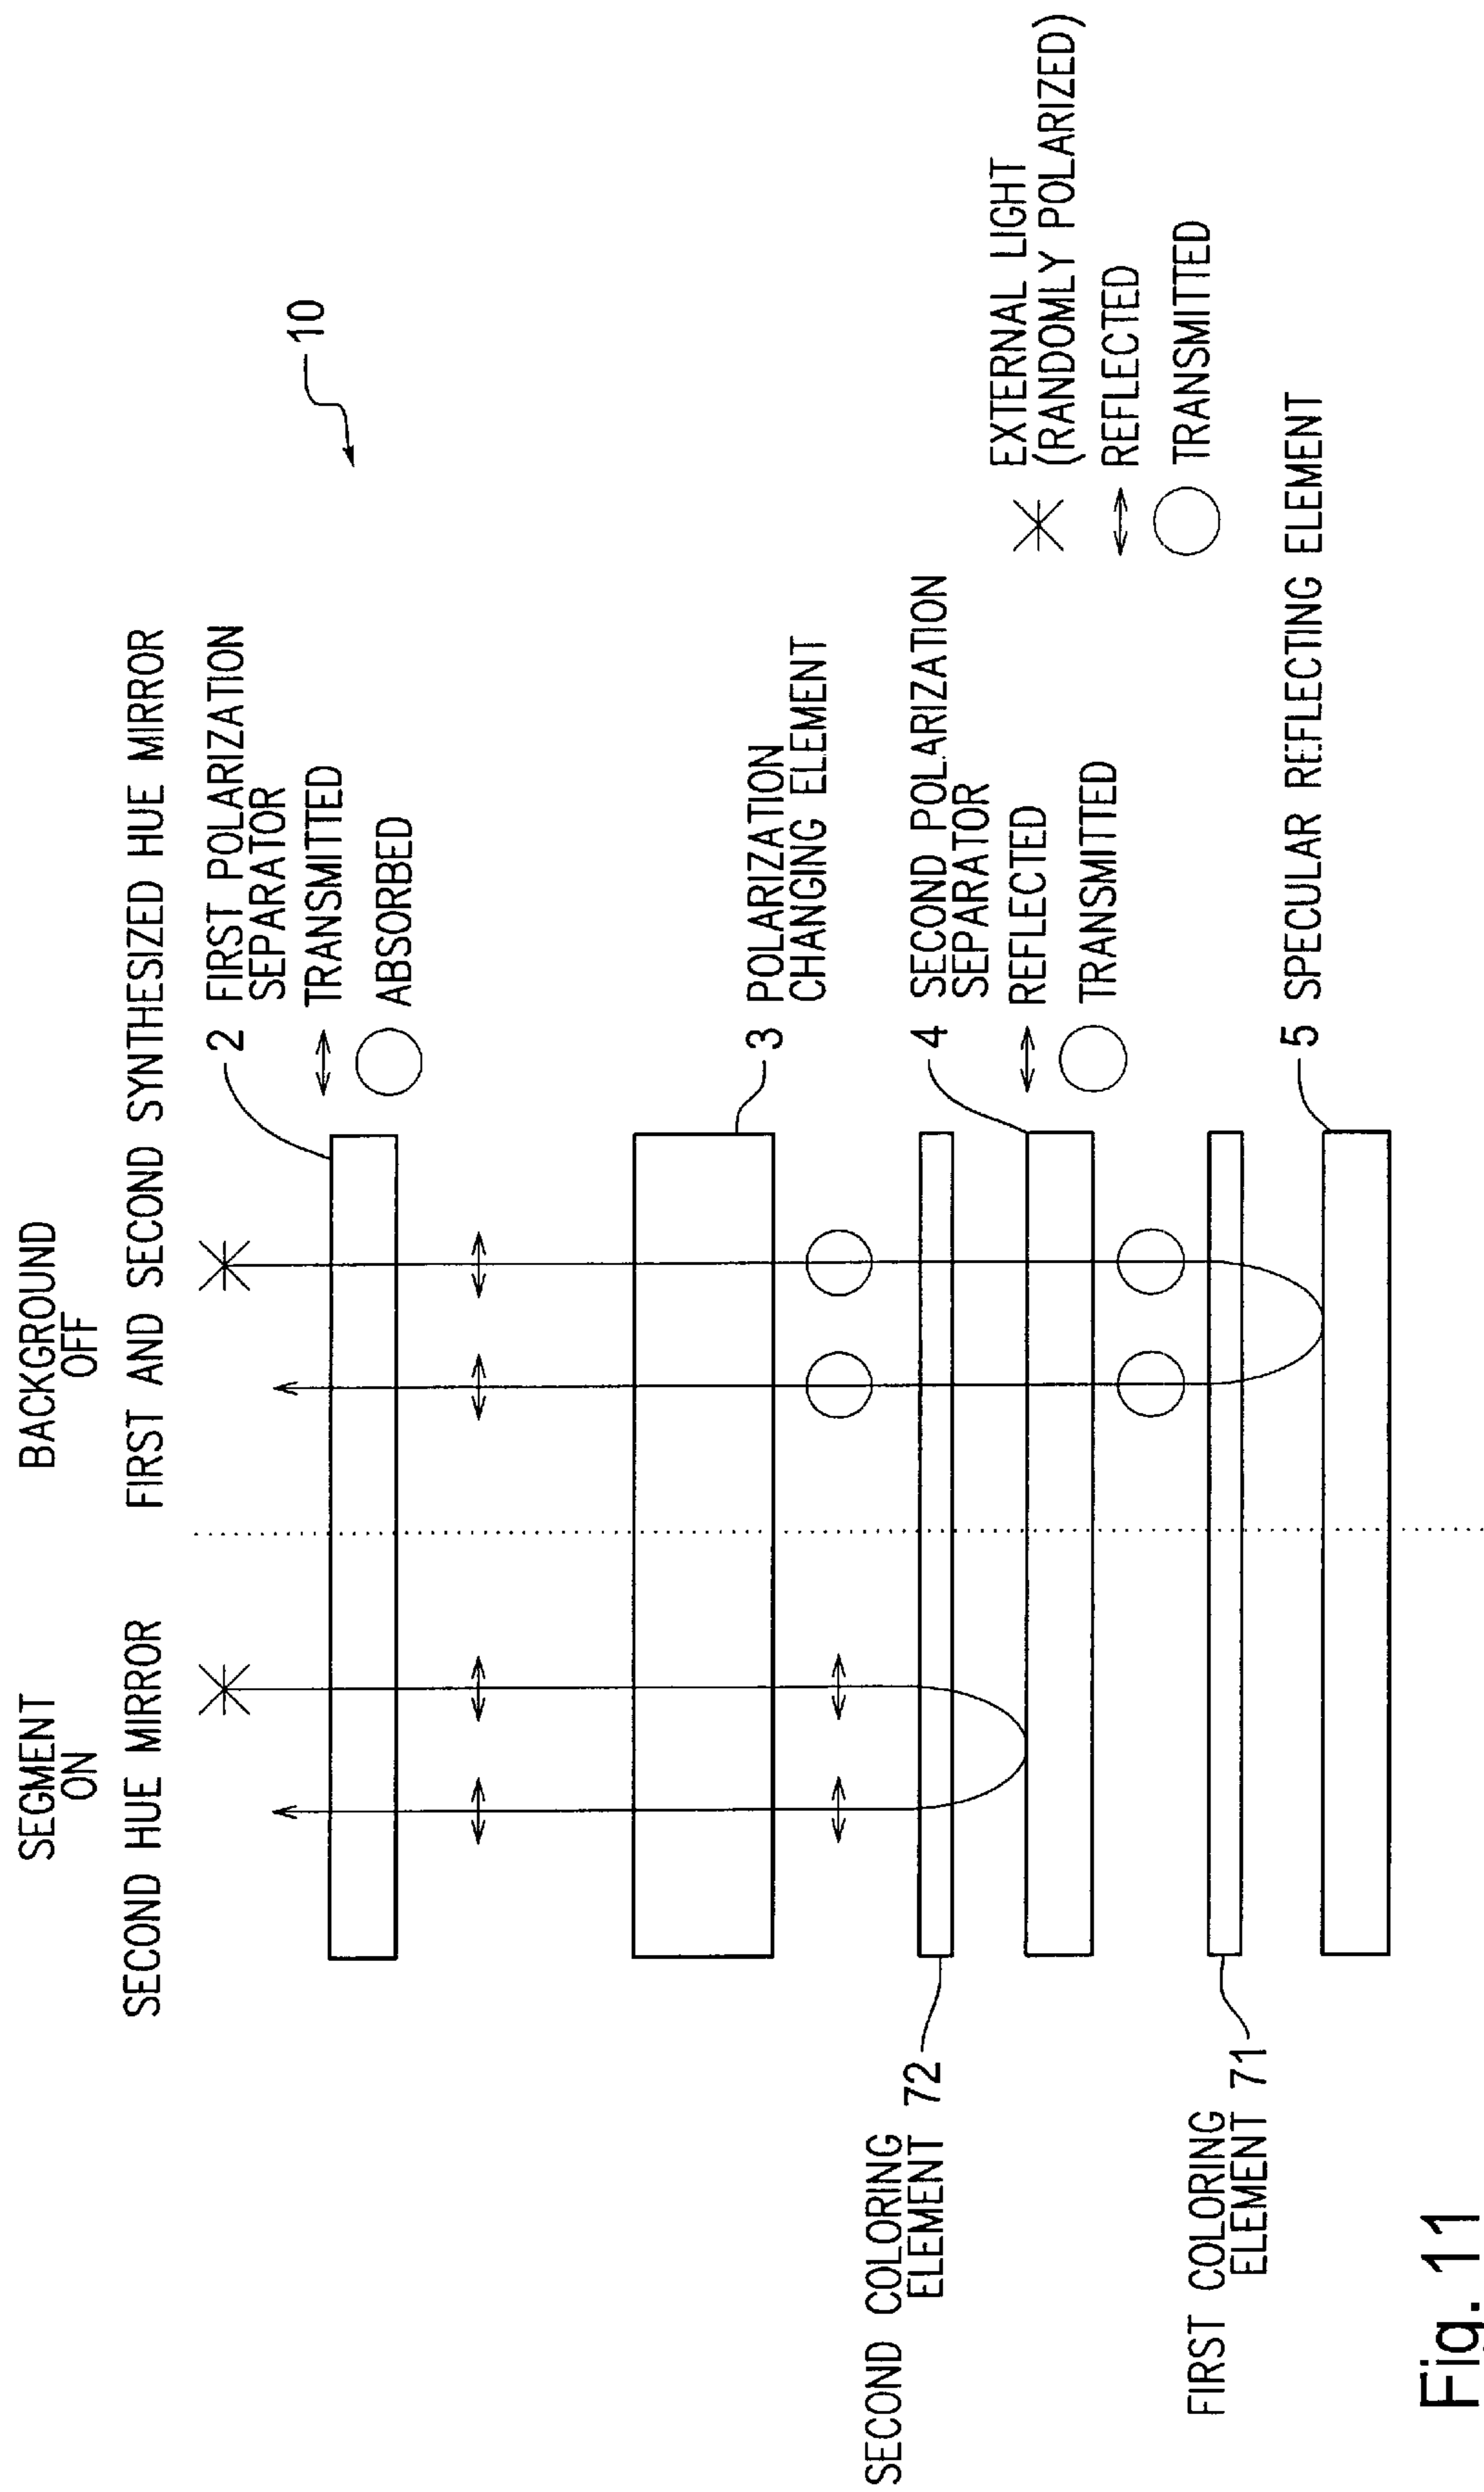 SEGMENT
ON
BACKGROUND
OFF
SECOND HUE MIRROR
FIRST AND SECOND SYNTHESIZED HUE MIRROR
10
2 FIRST POLARIZATION
SEPARATOR
TRANSMITTED
ABSORBED
3 POLARIZATION
CHANGING ELEMENT
SECOND COLORING
ELEMENT 72
4 SECOND POLARIZATION
SEPARATOR
REFLECTED
TRANSMITTED
EXTERNAL LIGHT
(RANDOMLY POLARIZED)
REFLECTED
TRANSMITTED
FIRST COLORING
ELEMENT 71
5 SPECULAR REFLECTING ELEMENT
Fig. 11